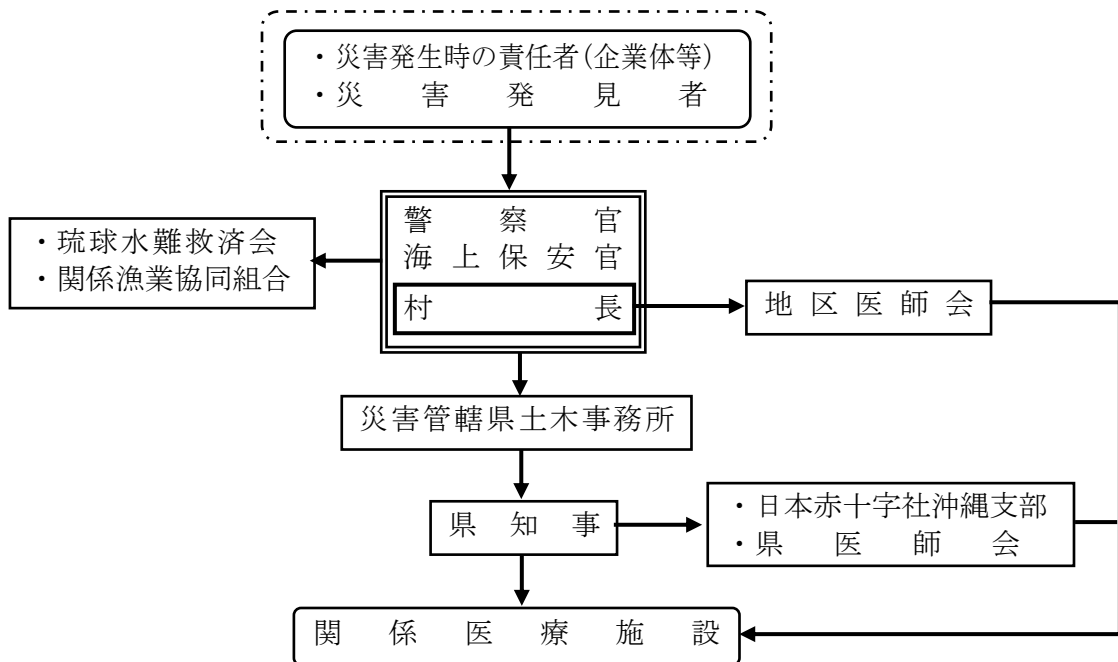 ・災害発生時の責任者(企業体等)
・災害発見者
警察官
海上保安官
村長
・琉球水難救済会
・関係漁業協同組合
地区医師会
災害管轄県土木事務所
県知事
・日本赤十字社沖縄支部
・県医師会
関係医療施設